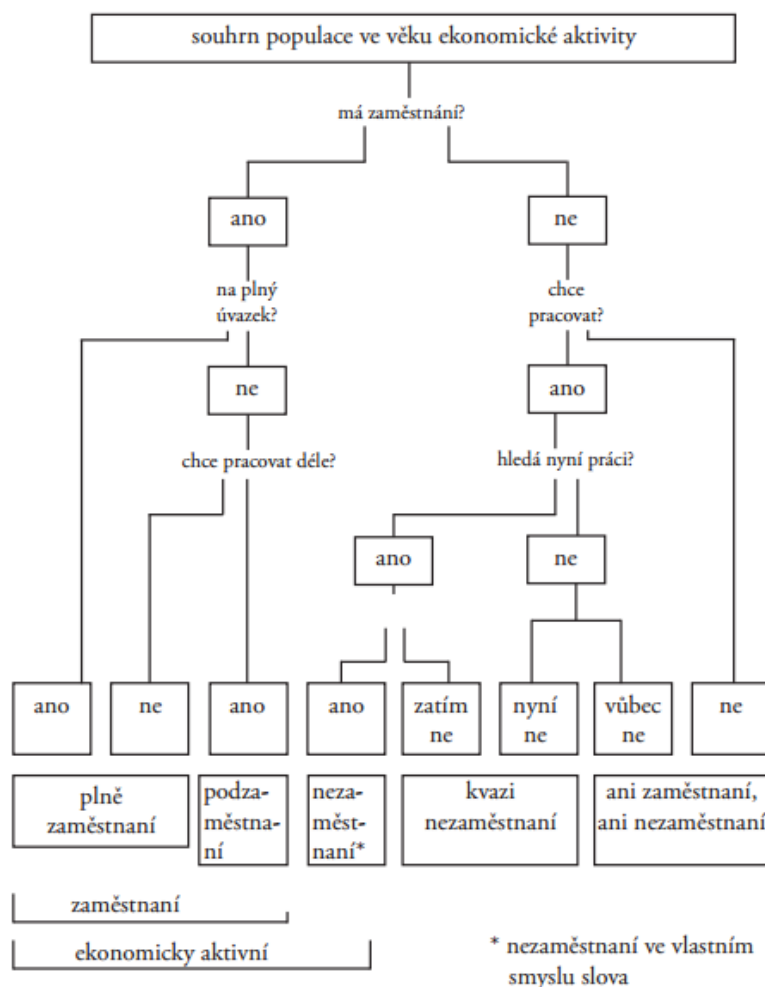 souhrn populace ve věku ekonomické aktivity
má zaměstnání?
ano
ne
na plný
úvazek?
chce
pracovat?
ne
ano
chce pracovat déle?
hledá nyní práci?
ano
ne
ano
ne
ano
ano
zatím
ne
nyní
ne
vůbec
ne
ne
plně
zaměstnaní
podza-
městna-
ní
neza-
měst-
naní*
kvazi
nezaměstnaní
ani zaměstnaní,
ani nezaměstnaní
zaměstnaní
ekonomicky aktivní
* nezaměstnaní ve vlastním
smyslu slova